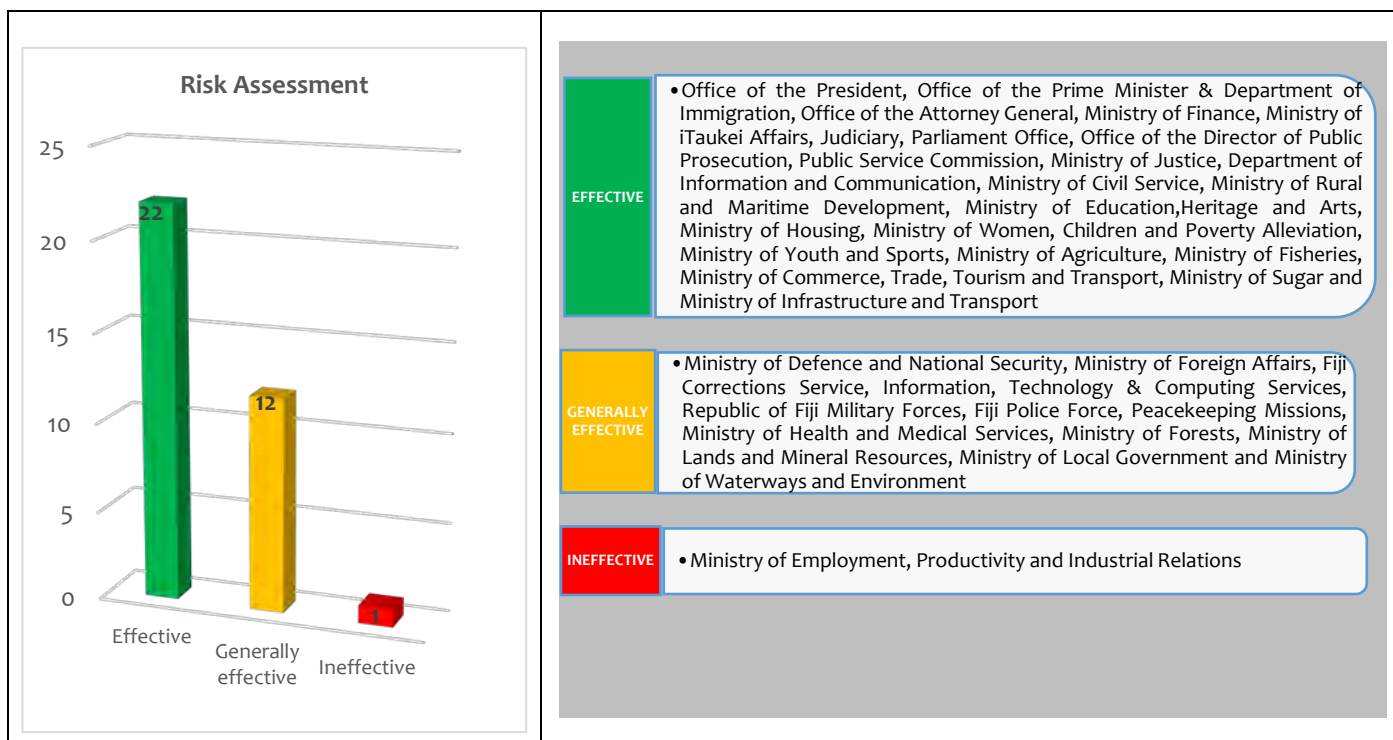 Risk Assessment
25
20
15
10
5
0
22
12
1
Effective
Generally
effective
Ineffective
EFFECTIVE
•Office of the President, Office of the Prime Minister & Department of
Immigration, Office of the Attorney General, Ministry of Finance, Ministry of
iTaukei Affairs, Judiciary, Parliament Office, Office of the Director of Public
Prosecution, Public Service Commission, Ministry of Justice, Department of
Information and Communication, Ministry of Civil Service, Ministry of Rural
and Maritime Development, Ministry of Education,Heritage and Arts,
Ministry of Housing, Ministry of Women, Children and Poverty Alleviation,
Ministry of Youth and Sports, Ministry of Agriculture, Ministry of Fisheries,
Ministry of Commerce, Trade, Tourism and Transport, Ministry of Sugar and
Ministry of Infrastructure and Transport
GENERALLY
EFFECTIVE
•Ministry of Defence and National Security, Ministry of Foreign Affairs, Fiji
Corrections Service, Information, Technology & Computing Services,
Republic of Fiji Military Forces, Fiji Police Force, Peacekeeping Missions,
Ministry of Health and Medical Services, Ministry of Forests, Ministry of
Lands and Mineral Resources, Ministry of Local Government and Ministry
of Waterways and Environment
INEFFECTIVE
•Ministry of Employment, Productivity and Industrial Relations